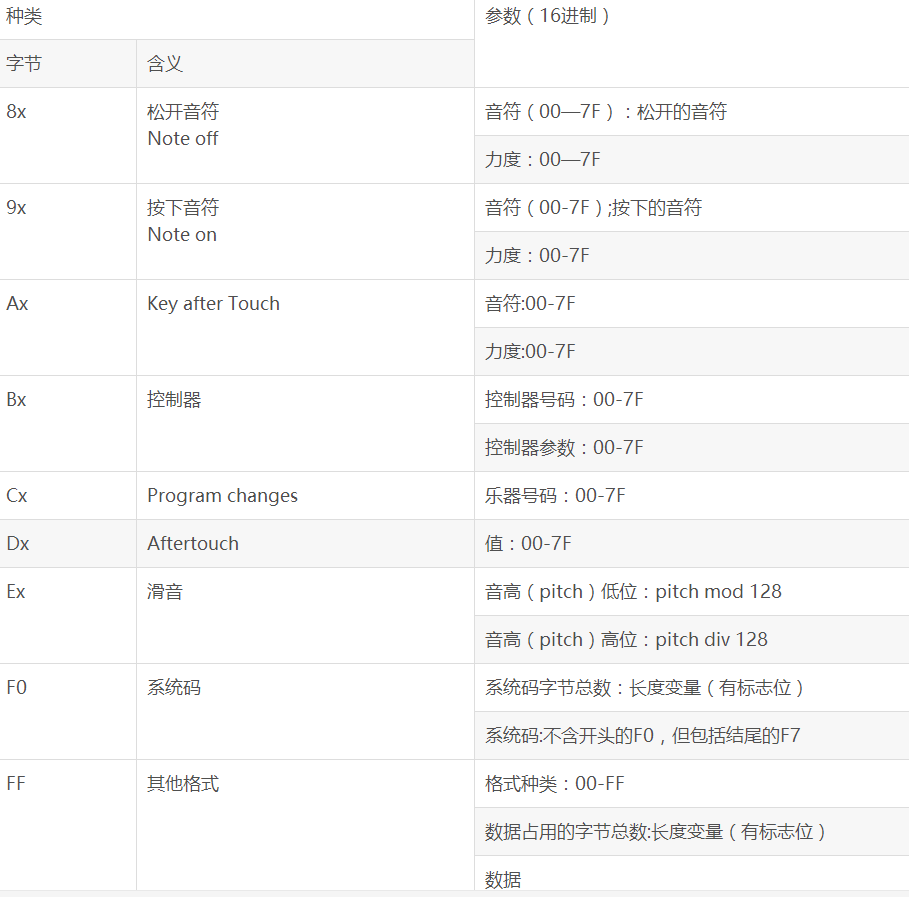 种类
参数（16进制）
字节
含义
8x
松开音符
Note off
音符（00—7F）：松开的音符
力度：00—7F
9x
按下音符
Note on
音符（00-7F）;按下的音符
力度：00-7F
Ax
Key after Touch
音符:00-7F
力度:00-7F
Bx
控制器
控制器号码：00-7F
控制器参数：00-7F
Cx
Program changes
乐器号码：00-7F
Dx
Aftertouch
值：00-7F
Ex
滑音
音高（pitch）低位：pitch mod 128
音高（pitch）高位：pitch div 128
F0
系统码
系统码字节总数：长度变量（有标志位）
系统码:不含开头的F0，但包括结尾的F7
FF
其他格式
格式种类：00-FF
数据占用的字节总数:长度变量（有标志位）
数据